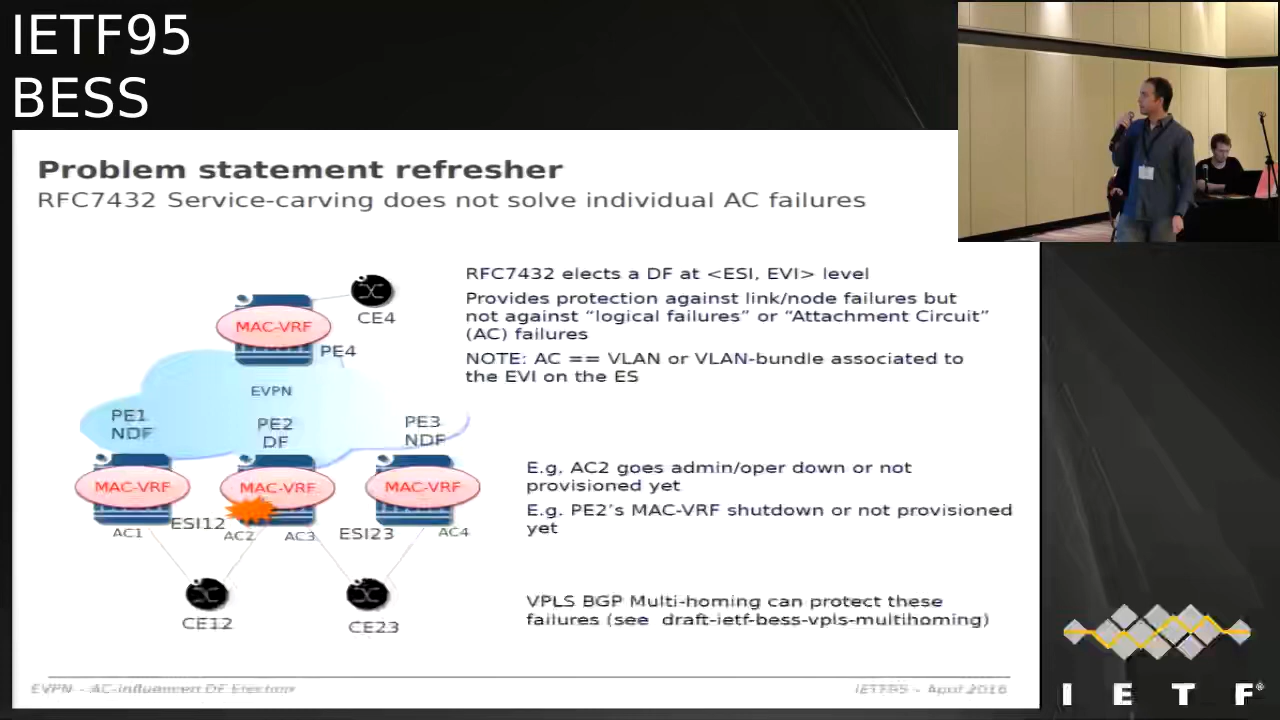 IETF95
BESS
Problem statement refresher
RFC7432 Service-carving does not solve individual AC failures
RFC7432 elects a DF at <ESI, EVI> level
Provides protection against link/node failures but
not against “logical failures” or “Attachment Circuit”
(AC) failures
NOTE: AC == VLAN or VLAN-bundle associated to
the EVI on the ES
MAC-VRF
CE4
PE4
EVPN
PE1
NDF
PE2
DF
PE3
NDF
MAC-VRF
MAC-VRF
MAC-VRF
AC1
ESI12
AC2
AC3
ESI23
AC4
CE12
CE23
E.g. AC2 goes admin/oper down or not
provisioned yet
E.g. PE2’s MAC-VRF shutdown or not provisioned
yet
VPLS BGP Multi-homing can protect these
failures (see draft-ietf-bess-vpls-multihoming)
EVPN - AC-Influenced DF Election
IETF95 - April 2016
I E T F®